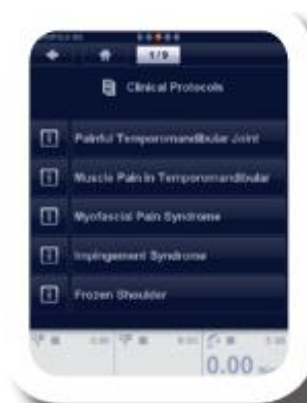 1/9
Clinical Protocols
Painful Temporomandibular Joint
Muscle Pain in Temporomandibular
Myofascial Pain Syndrome
Impingement Syndrome
Frozen Shoulder
0.00